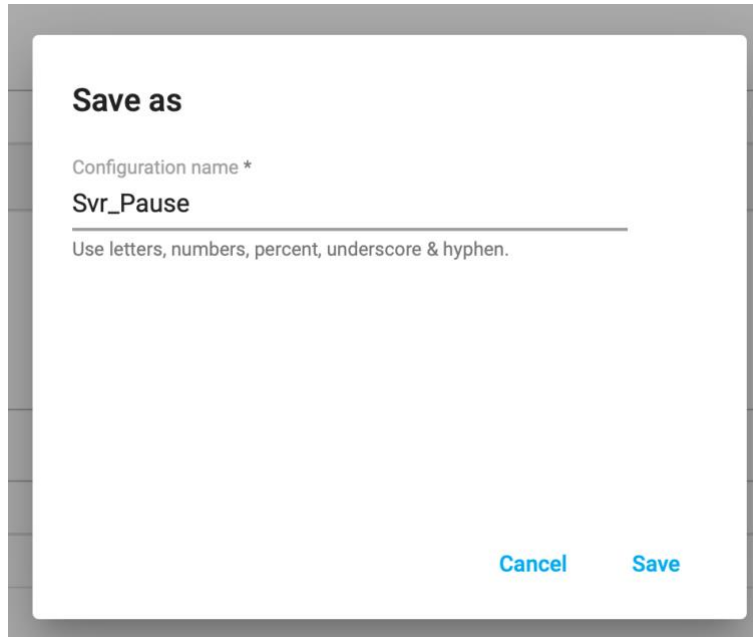 Save as
Configuration name *
Svr_Pause
Use letters, numbers, percent, underscore & hyphen.
Cancel Save